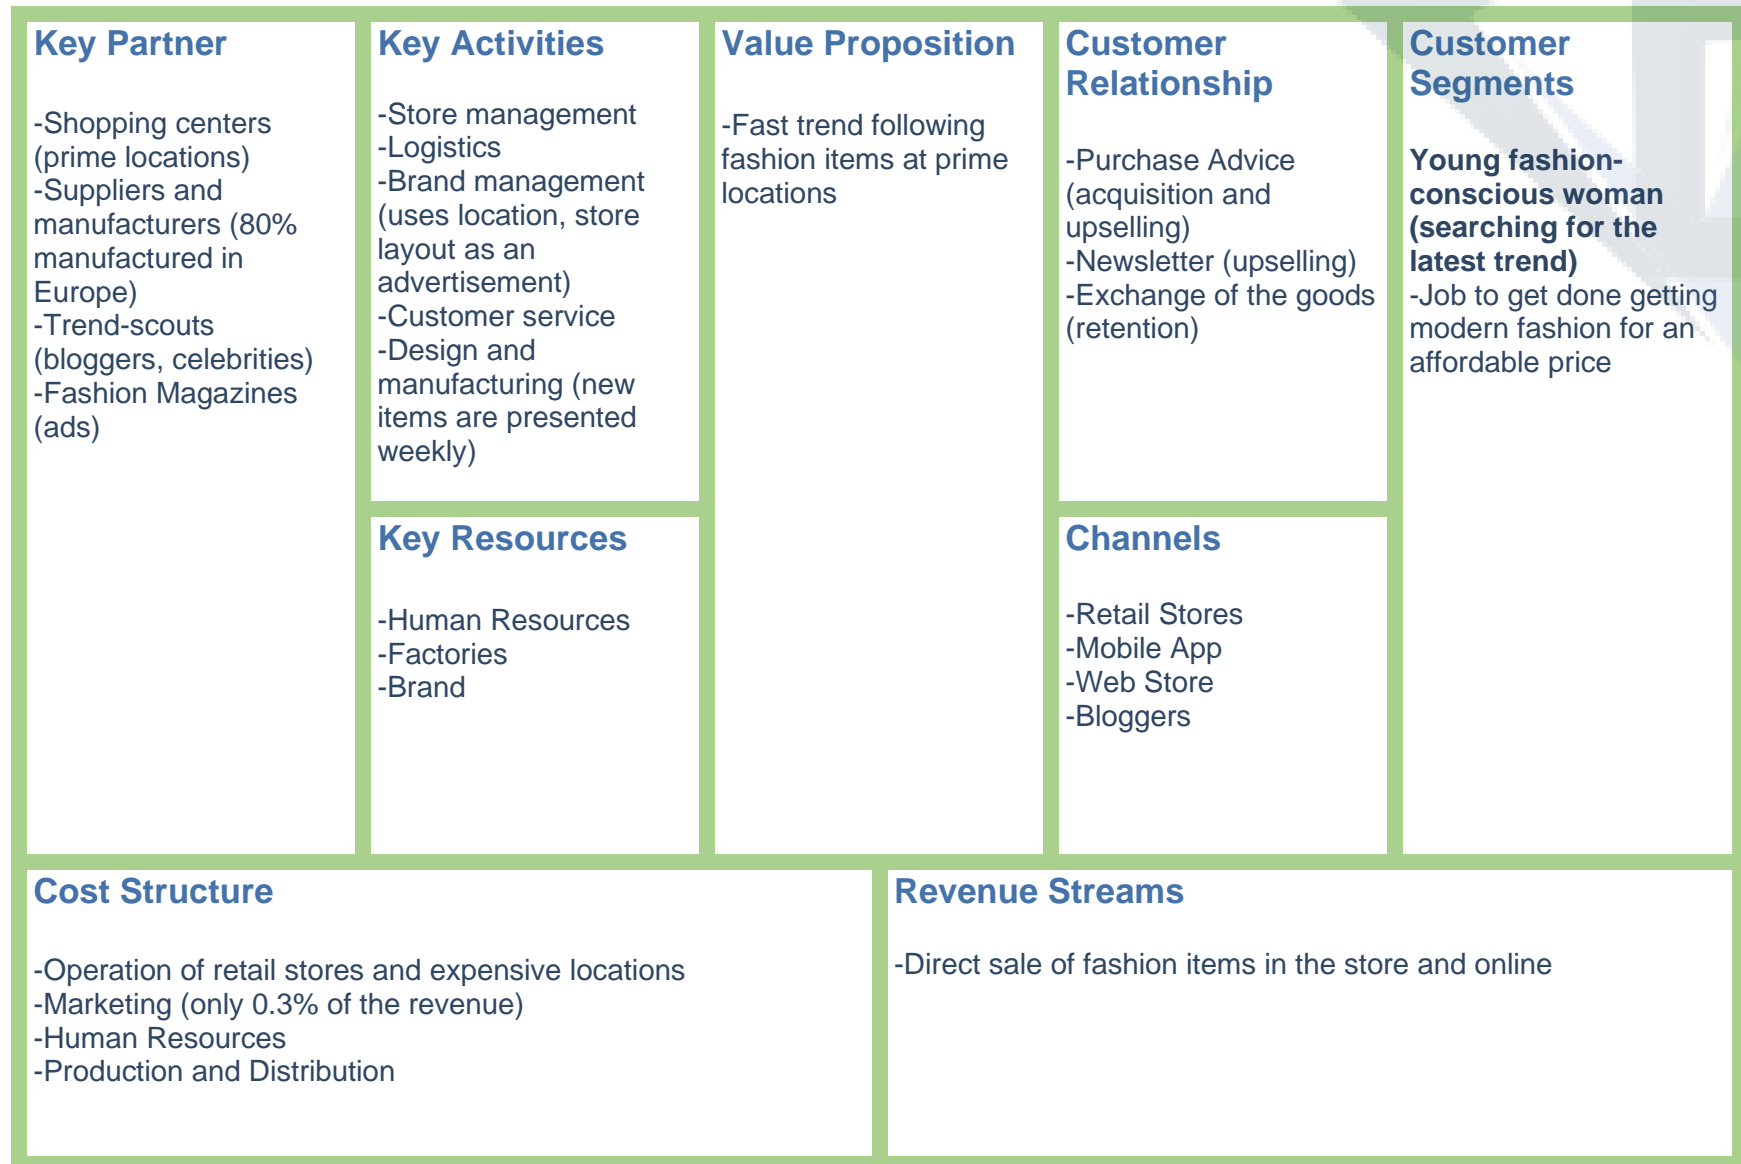 Key Partner
-Shopping centers
(prime locations)
-Suppliers and
manufacturers (80%
manufactured in
Europe)
-Trend-scouts
(bloggers, celebrities)
-Fashion Magazines
(ads)
Key Activities
-Store management
-Logistics
-Brand management
(uses location, store
layout as an
advertisement)
-Customer service
-Design and
manufacturing (new
items are presented
weekly)
Key Resources
-Human Resources
-Factories
-Brand
Value Proposition
-Fast trend following
fashion items at prime
locations
Customer
Relationship
-Purchase Advice
(acquisition and
upselling)
-Newsletter (upselling)
-Exchange of the goods
(retention)
Channels
-Retail Stores
-Mobile App
-Web Store
-Bloggers
Customer
Segments
Young fashion-
conscious woman
(searching for the
latest trend)
-Job to get done getting
modern fashion for an
affordable price
Cost Structure
-Operation of retail stores and expensive locations
-Marketing (only 0.3% of the revenue)
-Human Resources
-Production and Distribution
Revenue Streams
-Direct sale of fashion items in the store and online